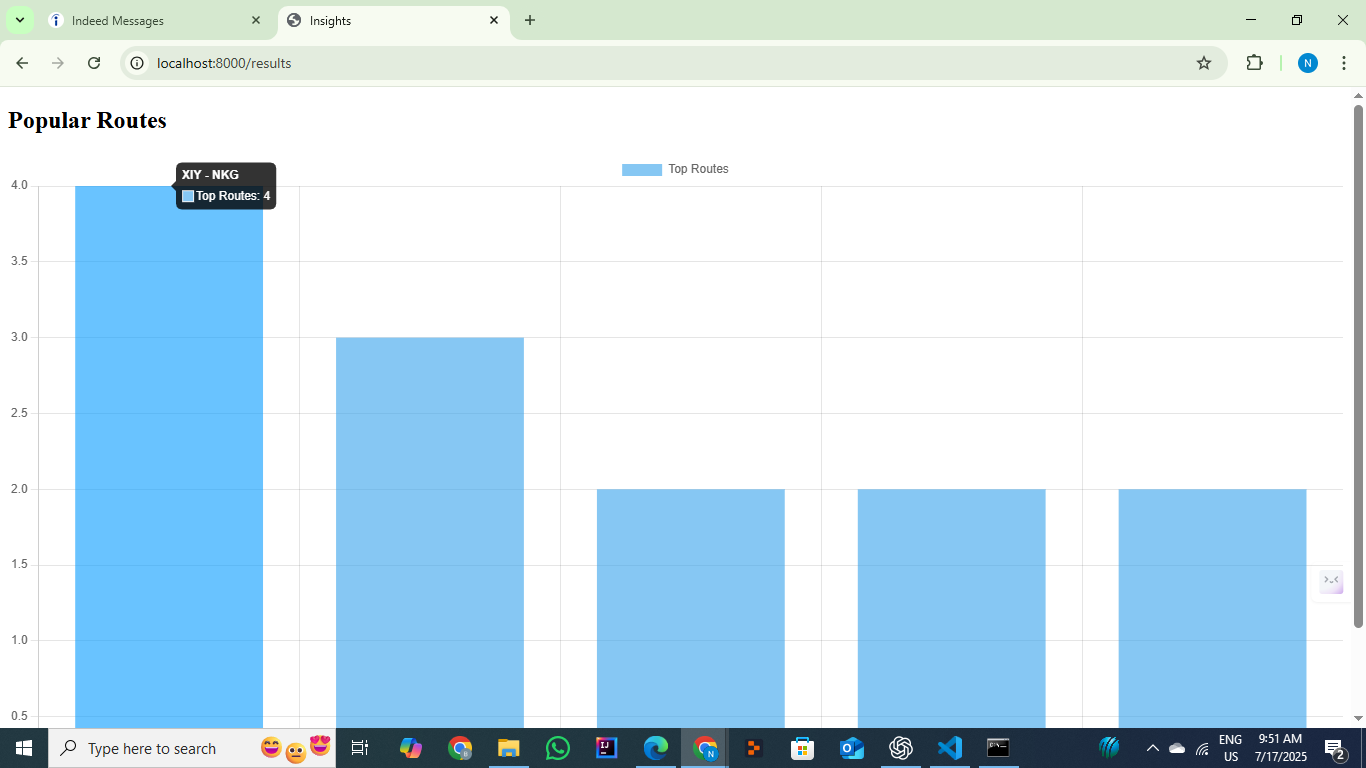 Indeed Messages
Insights
localhost:8000/results
N
Popular Routes
Top Routes
XIY - NKG
Top Routes: 4
4.0
3.5
3.0
2.5
2.0
1.5
1.0
0.5
>_<
Type here to search
ENG
US
9:51 AM
7/17/2025
2